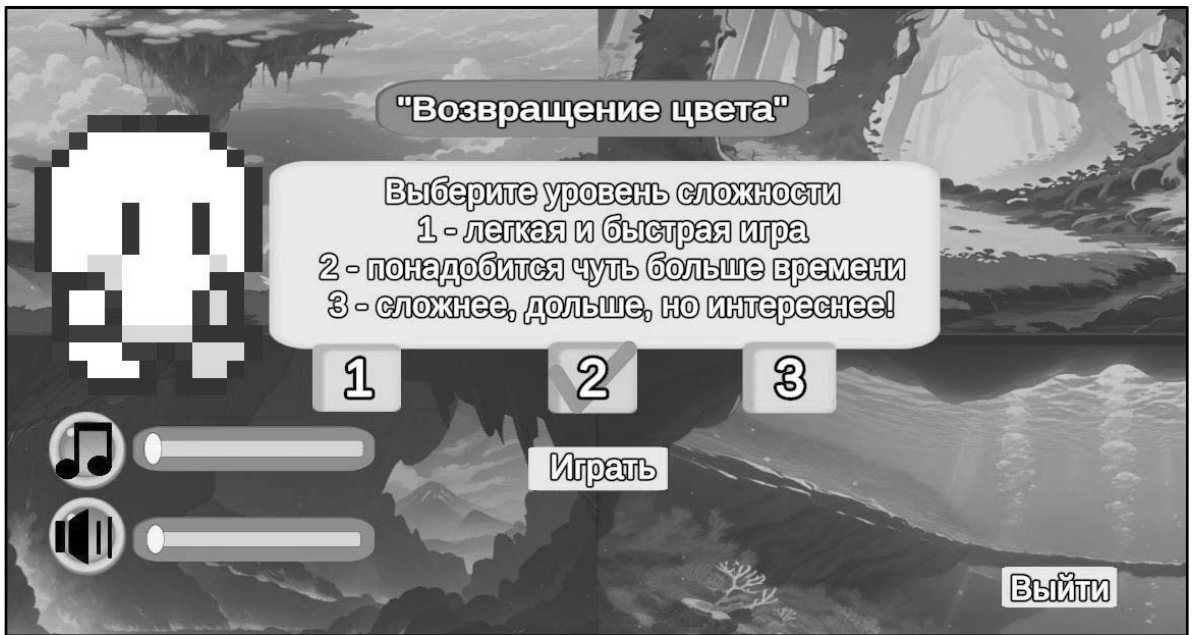 "Возвращение цвета"
Выберите уровень сложности
1 - легкая и быстрая игра
2 - понадобится чуть больше времени
3 - сложнее, дольше, но интереснее!
1 2 3
Играть
Выйти